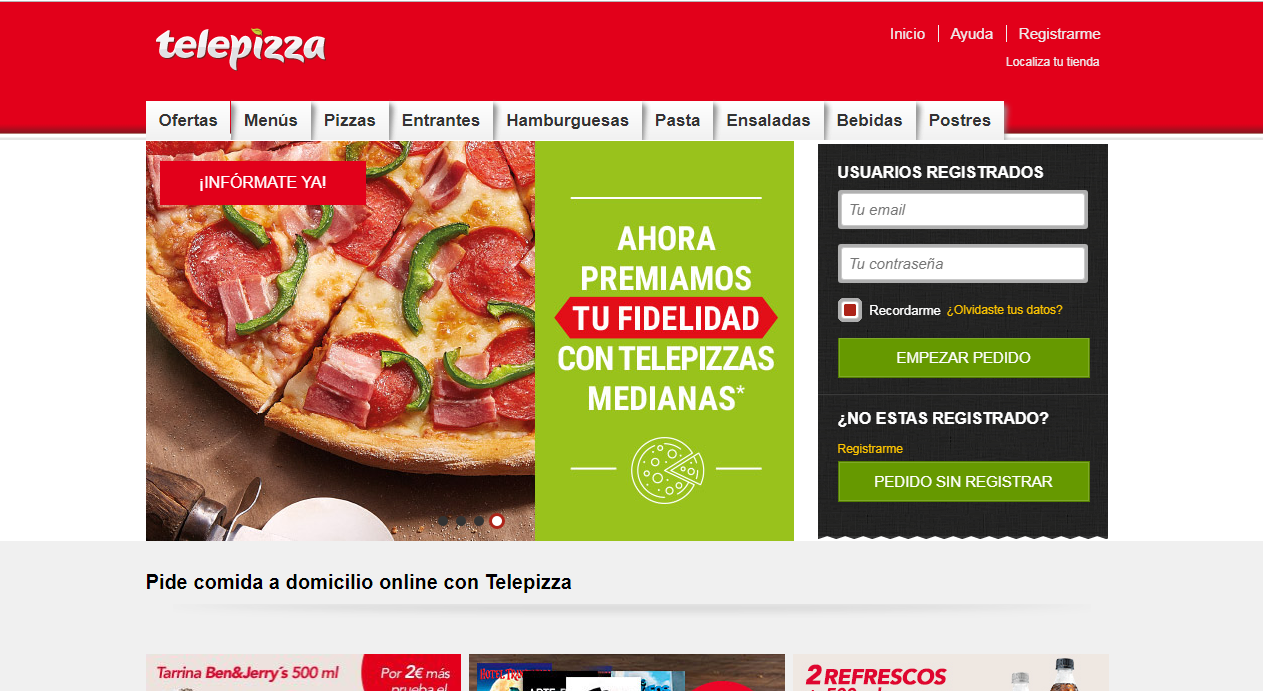 telepizza
Inicio
Ayuda
Registrarme
Localiza tu tienda
Ofertas
Menús
Pizzas
Entrantes
Hamburguesas
Pasta
Ensaladas
Bebidas
Postres
¡INFÓRMATE YA!
AHORA
PREMIAMOS
TU FIDELIDAD
CON TELEPIZZAS
MEDIANAS*
USUARIOS REGISTRADOS
Tu email
Tu contraseña
Recordarme ¿Olvidaste tus datos?
EMPEZAR PEDIDO
¿NO ESTAS REGISTRADO?
Registrarme
PEDIDO SIN REGISTRAR
Pide comida a domicilio online con Telepizza
Tarrina Ben&Jerry´s 500 ml
Por 2€ más
prueba el
2 REFRESCOS